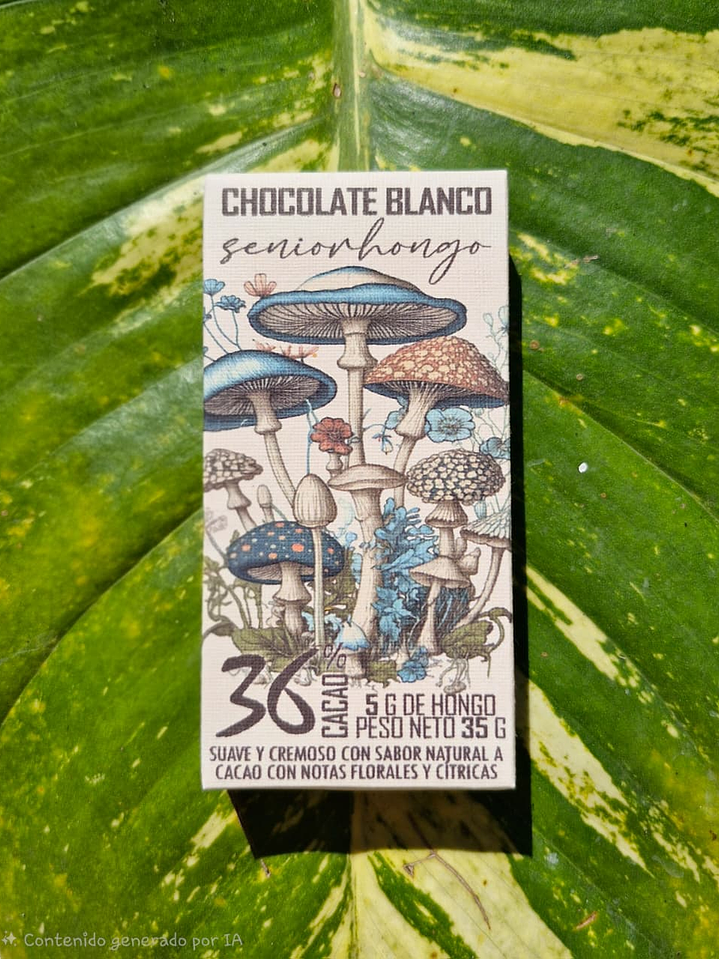 CHOCOLATE BLANCO
seniorhongo
36 % CACAO
5 G DE HONGO
PESO NETO 35 G
SUAVE Y CREMOSO CON SABOR NATURAL A
CACAO CON NOTAS FLORALES Y CÍTRICAS
Contenido generado por IA